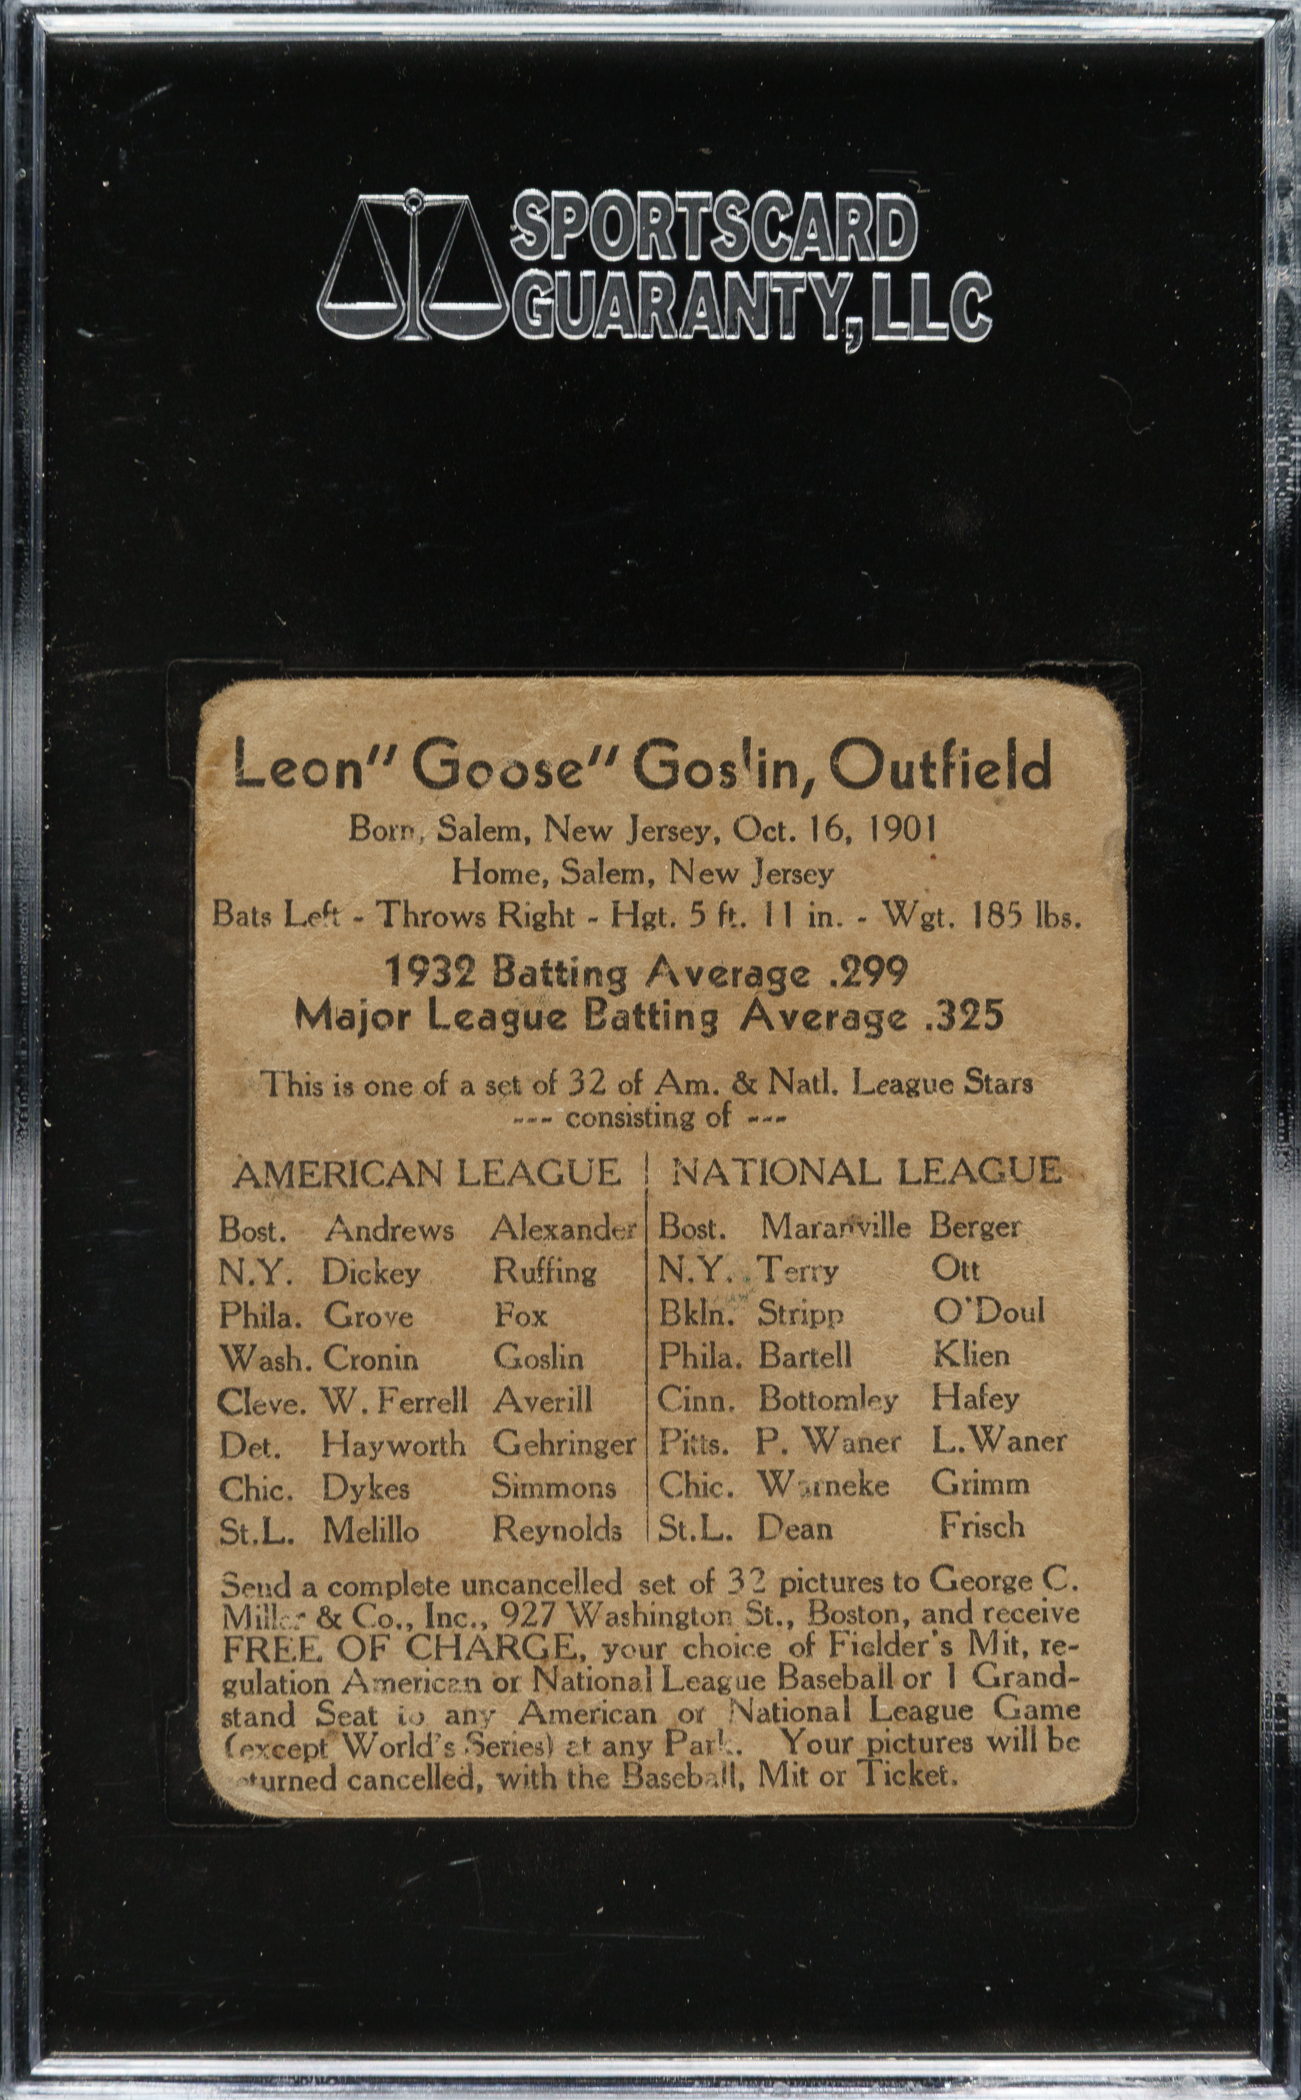 SPORTSCARD
GUARANTY, LLC
Leon" Goose" Goslin, Outfield
Born, Salem, New Jersey, Oct. 16, 1901
Home, Salem, New Jersey
Bats Left - Throws Right - Hgt. 5 ft. 11 in. - Wgt. 185 lbs.
1932 Batting Average .299
Major League Batting Average .325
This is one of a set of 32 of Am. & Natl. League Stars
--- consisting of ---
AMERICAN LEAGUE | NATIONAL LEAGUE
Bost. Andrews Alexander Bost. Maranville Berger
N.Y. Dickey Ruffing N.Y. Terry Ott
Phila. Grove Fox Bkln. Stripp O'Doul
Wash. Cronin Goslin Phila. Bartell Klien
Cleve. W. Ferrell Averill Cinn. Bottomley Hafey
Det. Hayworth Gehringer Pitts. P. Waner L. Waner
Chic. Dykes Simmons Chic. Warneke Grimm
St.L. Melillo Reynolds St.L. Dean Frisch
Send a complete uncancelled set of 32 pictures to George C.
Miller & Co., Inc., 927 Washington St., Boston, and receive
FREE OF CHARGE, your choice of Fielder's Mit, re-
gulation American or National League Baseball or 1 Grand-
stand Seat to any American or National League Game
(except World's Series) at any Park. Your pictures will be
returned cancelled, with the Baseball, Mit or Ticket.